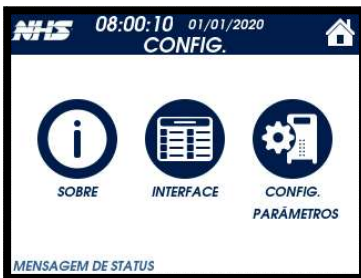 NHS 08:00:10 01/01/2020
CONFIG.
SOBRE INTERFACE CONFIG.
PARÂMETROS
MENSAGEM DE STATUS